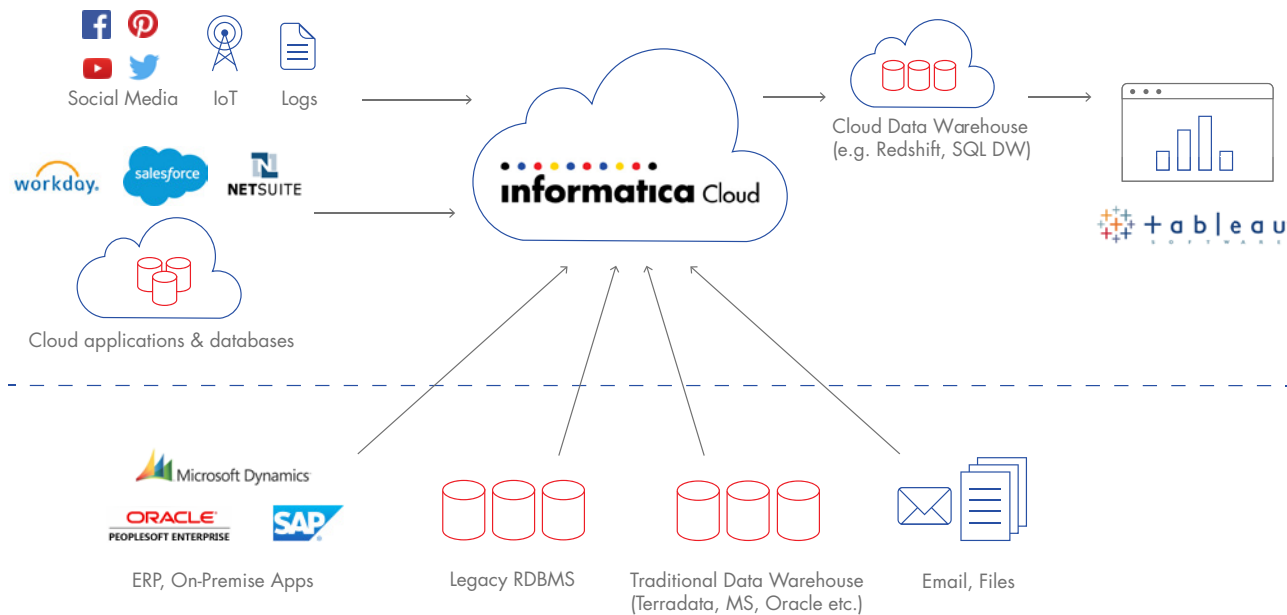 Social Media
IoT
Logs
workday.
salesforce
NETSUITE
Cloud applications & databases
informatica Cloud
Cloud Data Warehouse
(e.g. Redshift, SQL DW)
+ableau
SOFTWARE
Microsoft Dynamics
ORACLE
PEOPLESOFT ENTERPRISE
SAP
ERP, On-Premise Apps
Legacy RDBMS
Traditional Data Warehouse
(Terradata, MS, Oracle etc.)
Email, Files